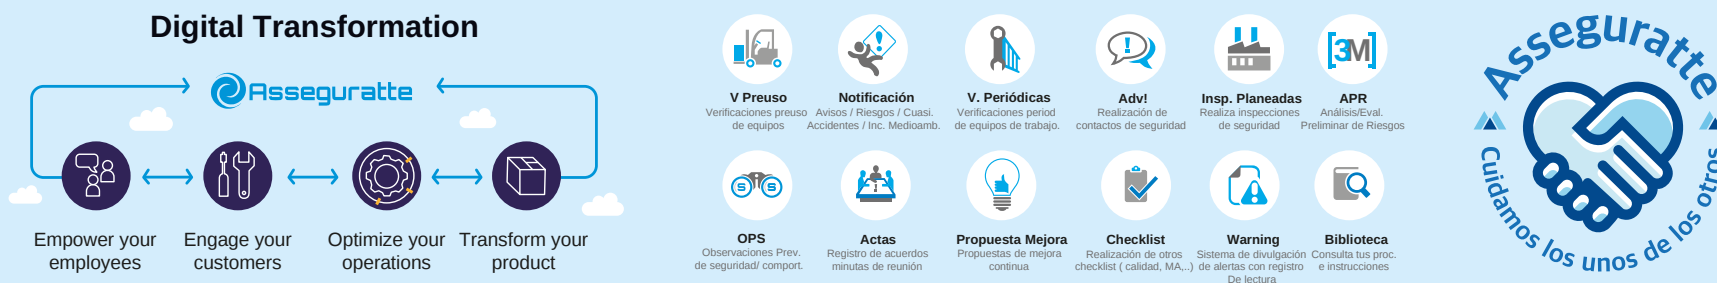 Digital Transformation
Asseguratte
Empower your
employees
Engage your
customers
Optimize your
operations
Transform your
product
V Preuso
Verificaciones preuso
de equipos
Notificación
Avisos / Riesgos / Cuasi.
Accidentes / Inc. Medioamb.
V. Periódicas
Verificaciones period
de equipos de trabajo.
Adv!
Realización de
contactos de seguridad
Insp. Planeadas
Realiza inspecciones
de seguridad
[3M]
APR
Análisis/Eval.
Preliminar de Riesgos
S S
OPS
Observaciones Prev.
de seguridad/ comport.
Actas
Registro de acuerdos
minutas de reunión
Propuesta Mejora
Propuestas de mejora
continua
Checklist
Realización de otros
checklist ( calidad, MA,..)
Warning
Sistema de divulgación
de alertas con registro
De lectura
Biblioteca
Consulta tus proc.
e instrucciones
Asseguratte
Cuidamos los unos de los otros